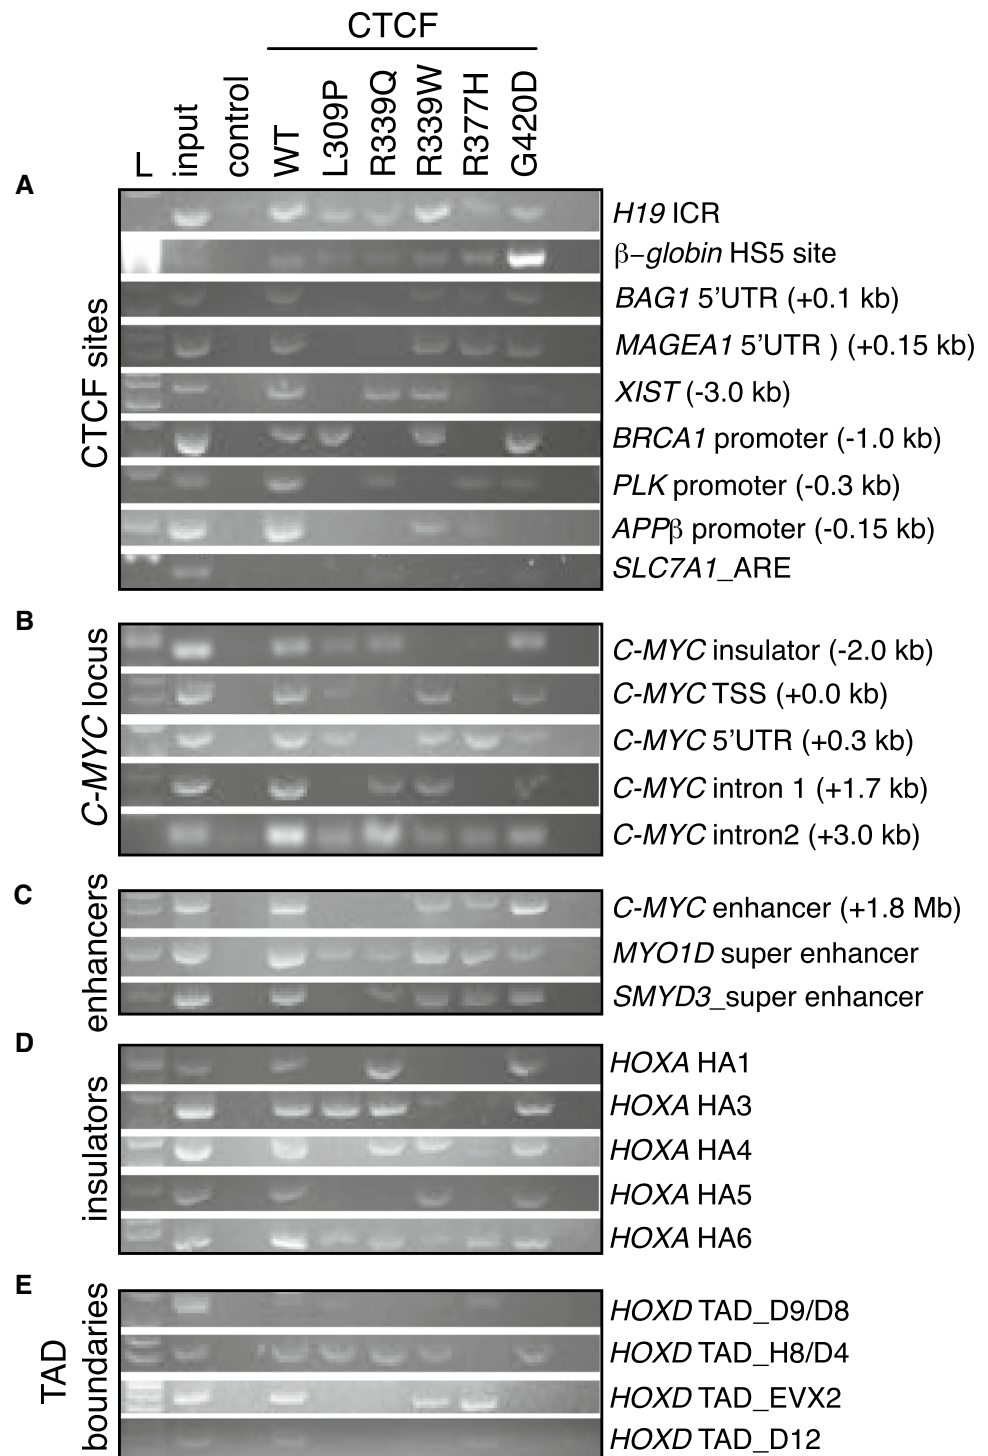 CTCF
L
input
control
WT
L309P
R339Q
R339W
R377H
G420D
A
CTCF sites
H19 ICR
β–globin HS5 site
BAG1 5’UTR (+0.1 kb)
MAGEA1 5’UTR ) (+0.15 kb)
XIST (-3.0 kb)
BRCA1 promoter (-1.0 kb)
PLK promoter (-0.3 kb)
APPβ promoter (-0.15 kb)
SLC7A1_ARE
B
C-MYC locus
C-MYC insulator (-2.0 kb)
C-MYC TSS (+0.0 kb)
C-MYC 5’UTR (+0.3 kb)
C-MYC intron 1 (+1.7 kb)
C-MYC intron2 (+3.0 kb)
C
enhancers
C-MYC enhancer (+1.8 Mb)
MYO1D super enhancer
SMYD3_super enhancer
D
insulators
HOXA HA1
HOXA HA3
HOXA HA4
HOXA HA5
HOXA HA6
E
TAD
boundaries
HOXD TAD_D9/D8
HOXD TAD_H8/D4
HOXD TAD_EVX2
HOXD TAD_D12